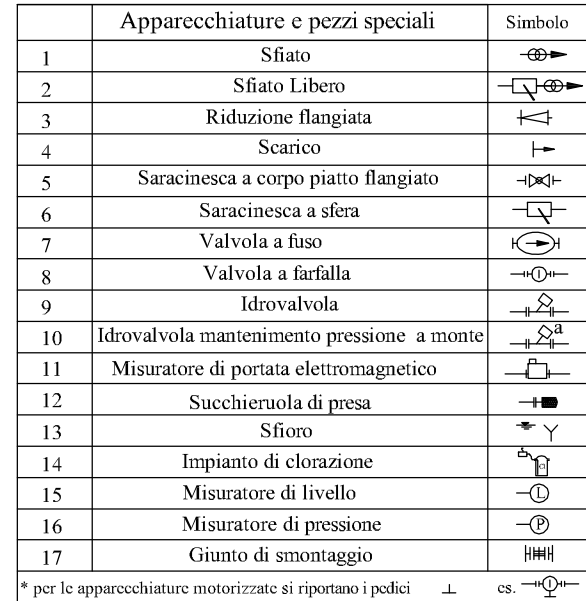 Apparecchiature e pezzi speciali Simbolo
1 Sfiato
2 Sfiato Libero
3 Riduzione flangiata
4 Scarico
5 Saracinesca a corpo piatto flangiato
6 Saracinesca a sfera
7 Valvola a fuso
8 Valvola a farfalla
9 Idrovalvola
10 Idrovalvola mantenimento pressione a monte a
11 Misuratore di portata elettromagnetico
12 Succhieruola di presa
13 Sfioro
14 Impianto di clorazione Cl
15 Misuratore di livello L
16 Misuratore di pressione P
17 Giunto di smontaggio
* per le apparecchiature motorizzate si riportano i pedici es.